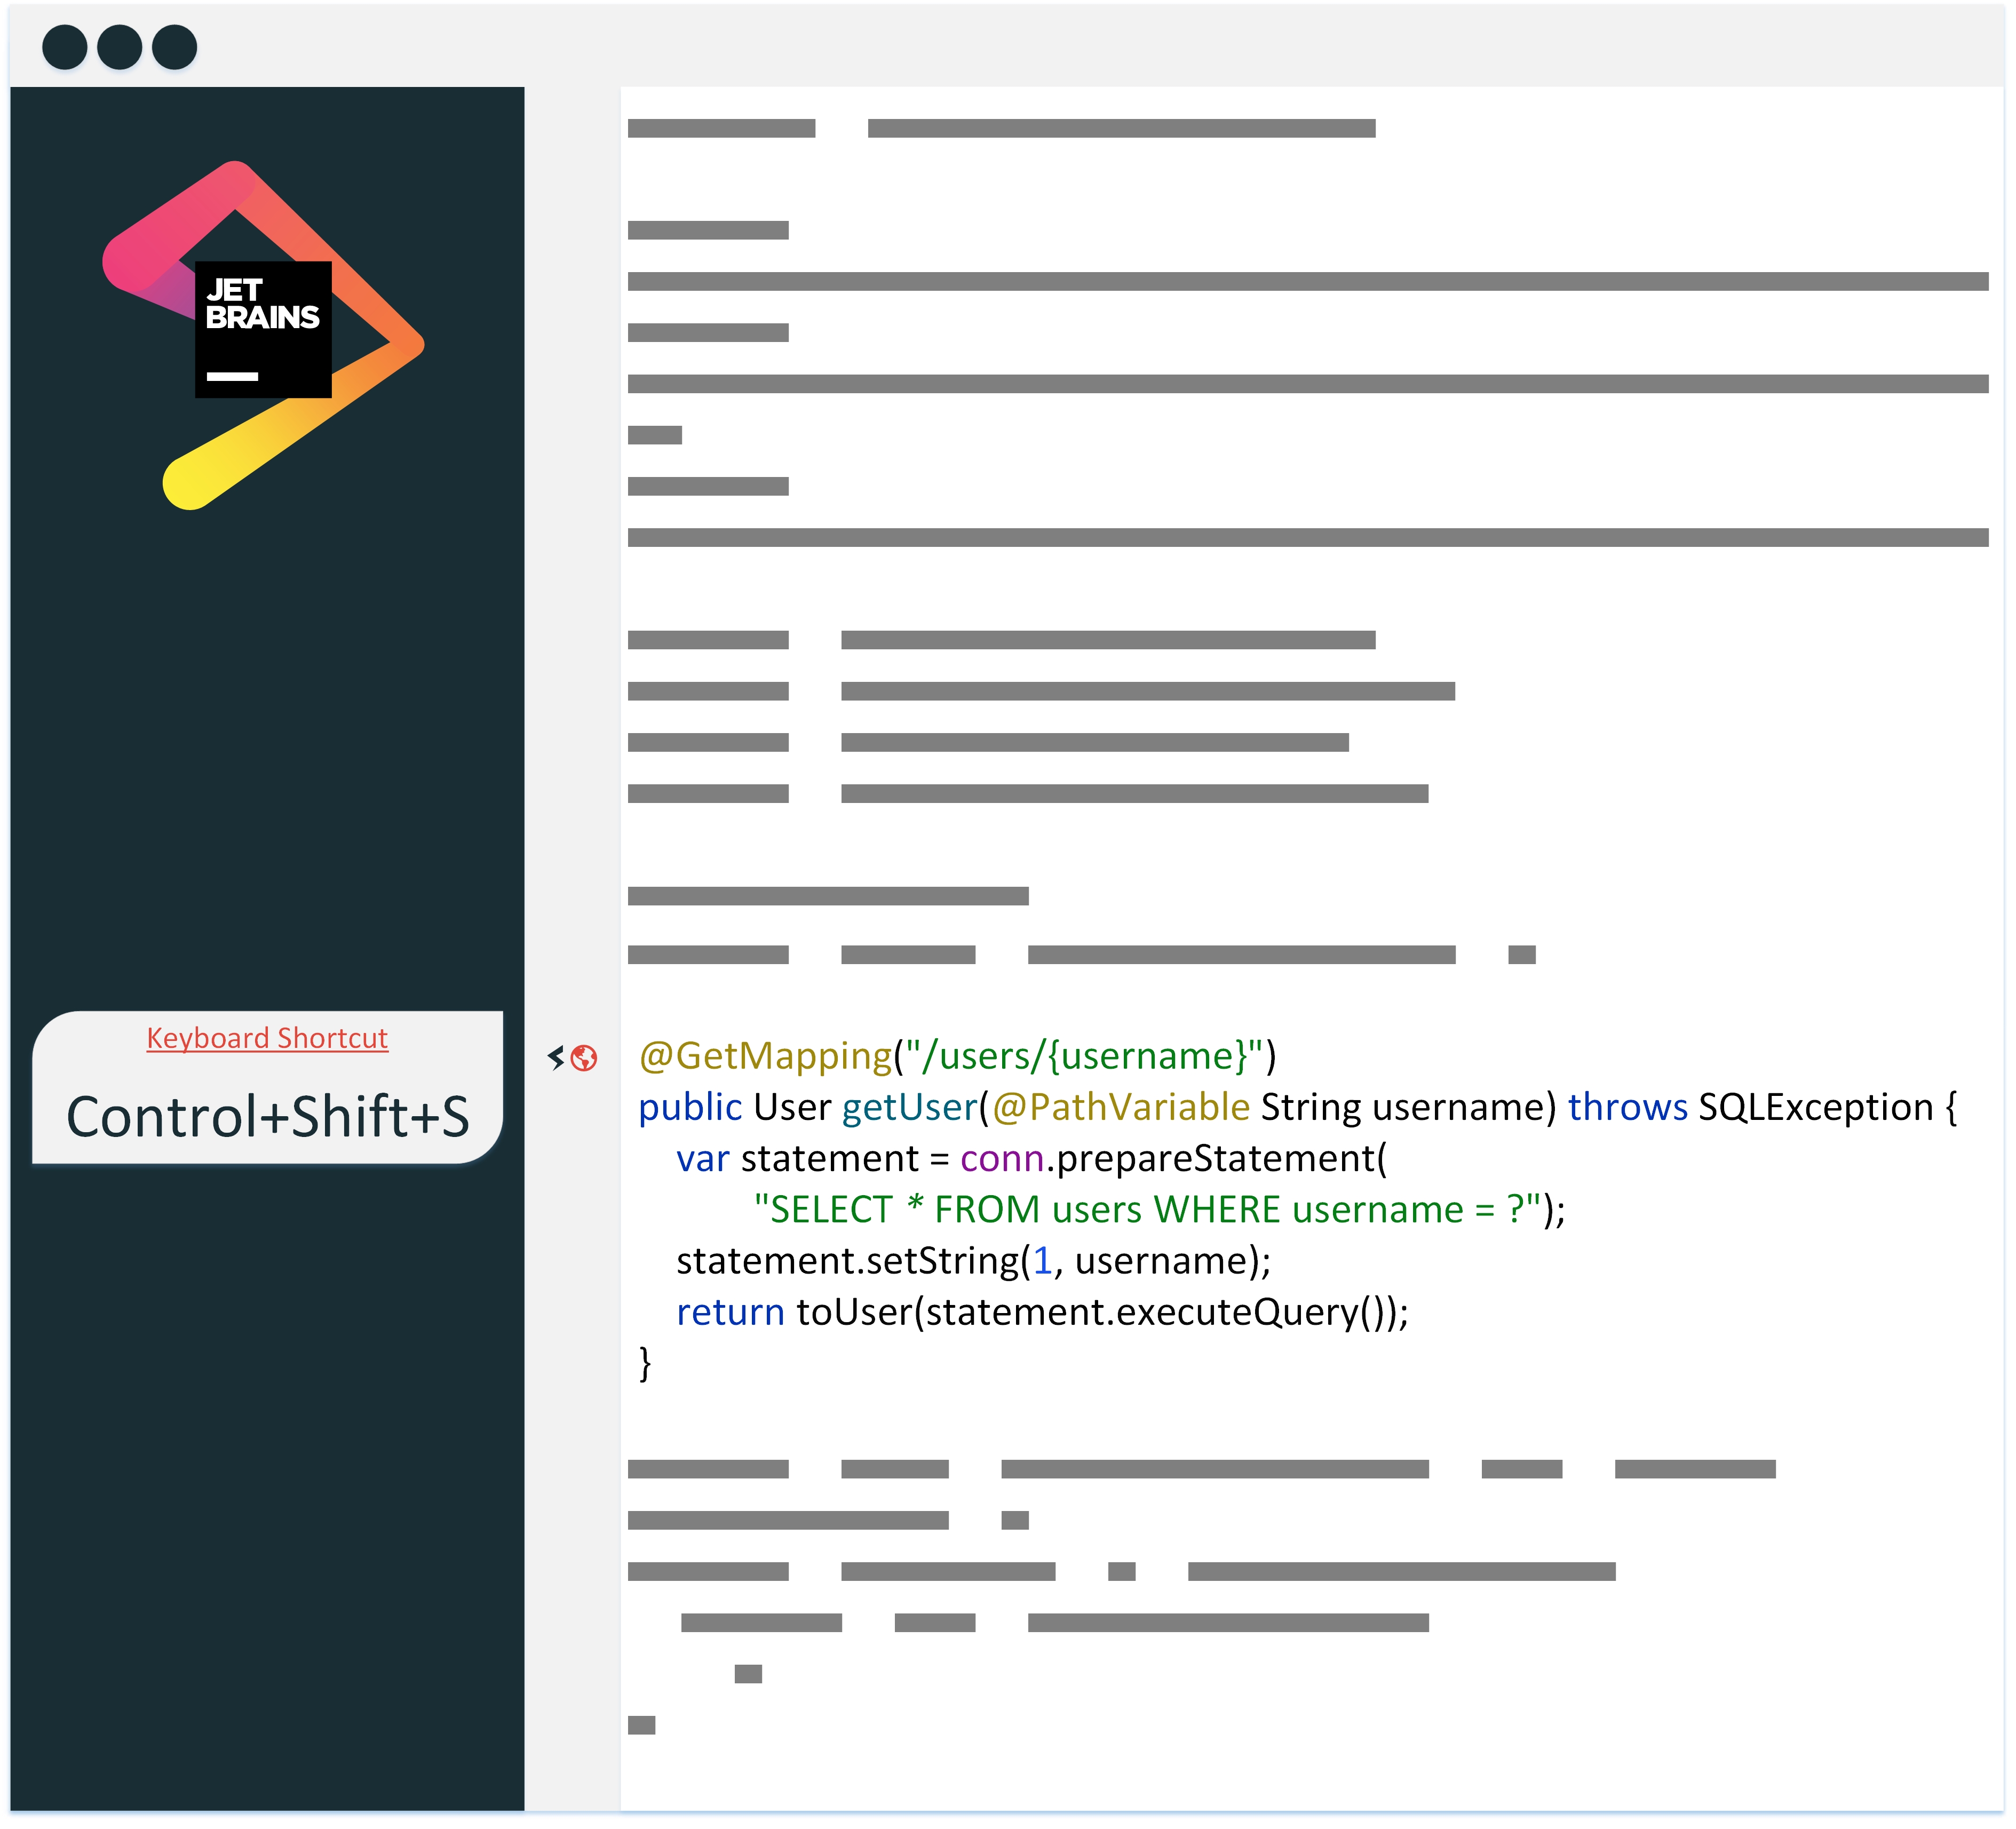 JET
BRAINS
Keyboard Shortcut
Control+Shift+S
@GetMapping("/users/{username}")
public User getUser(@PathVariable String username) throws SQLException {
var statement = conn.prepareStatement(
"SELECT * FROM users WHERE username = ?");
statement.setString(1, username);
return toUser(statement.executeQuery());
}